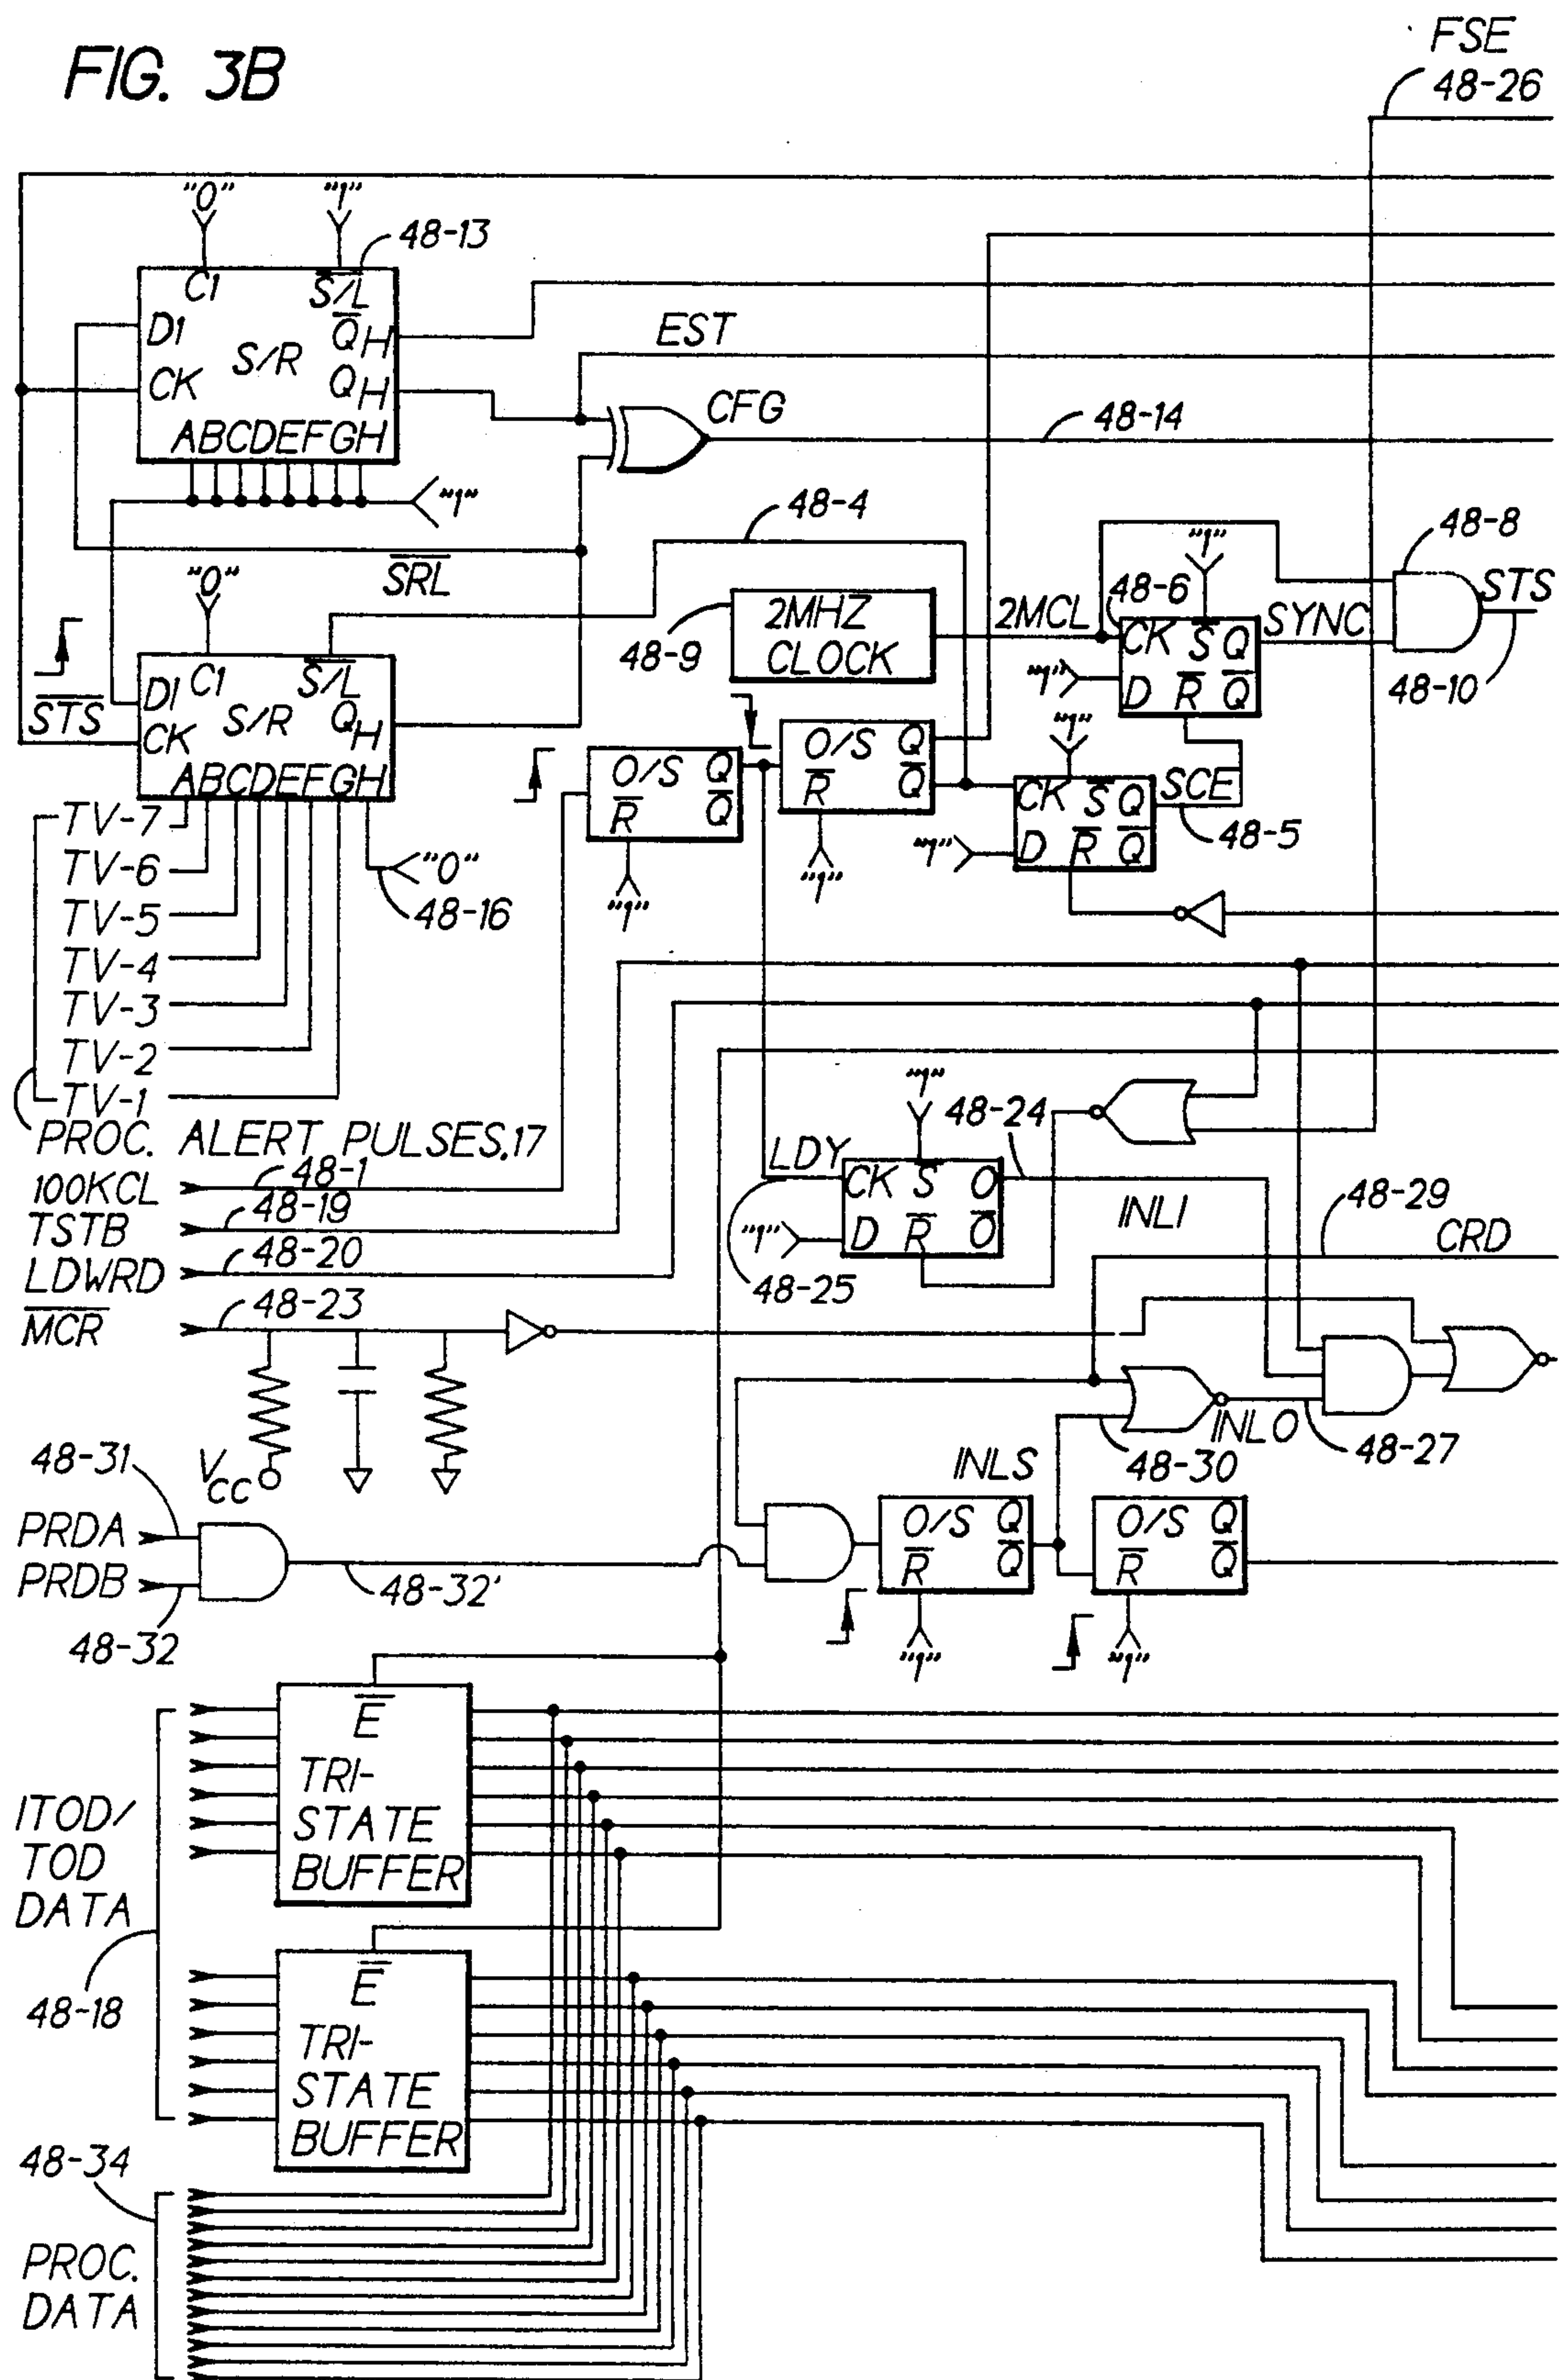 FIG. 3B
FSE
48-26
"0"
"1"
48-13
C1
S/L
D1
Q H
S/R
CK
Q H
ABCDEFGH
"1"
EST
CFG
48-14
48-4
SRL
"0"
48-9
2MHZ
CLOCK
2MCL
48-6
"1"
CK S Q
D R Q
"1"
SYNC
48-8
STS
48-10
STS
D1
C1
S/L
S/R
Q H
CK
ABCDEFGH
O/S Q
R Q
"1"
O/S Q
R Q
"1"
"1"
CK S Q
D R Q
"1"
SCE
48-5
TV-7
TV-6
TV-5
TV-4
TV-3
TV-2
TV-1
"0"
48-16
PROC. ALERT PULSES, 17
100KCL
48-1
TSTB
48-19
LDWRD
48-20
MCR
48-23
LDY
"1"
48-24
CK S O
D R O
"1"
48-25
INLI
48-29
CRD
VCC
INLO
48-27
48-30
INLS
48-31
PRDA
PRDB
48-32
48-32'
O/S Q
R Q
"1"
O/S Q
R Q
"1"
ITOD/
TOD
DATA
48-18
E
TRI-
STATE
BUFFER
E
TRI-
STATE
BUFFER
48-34
PROC.
DATA